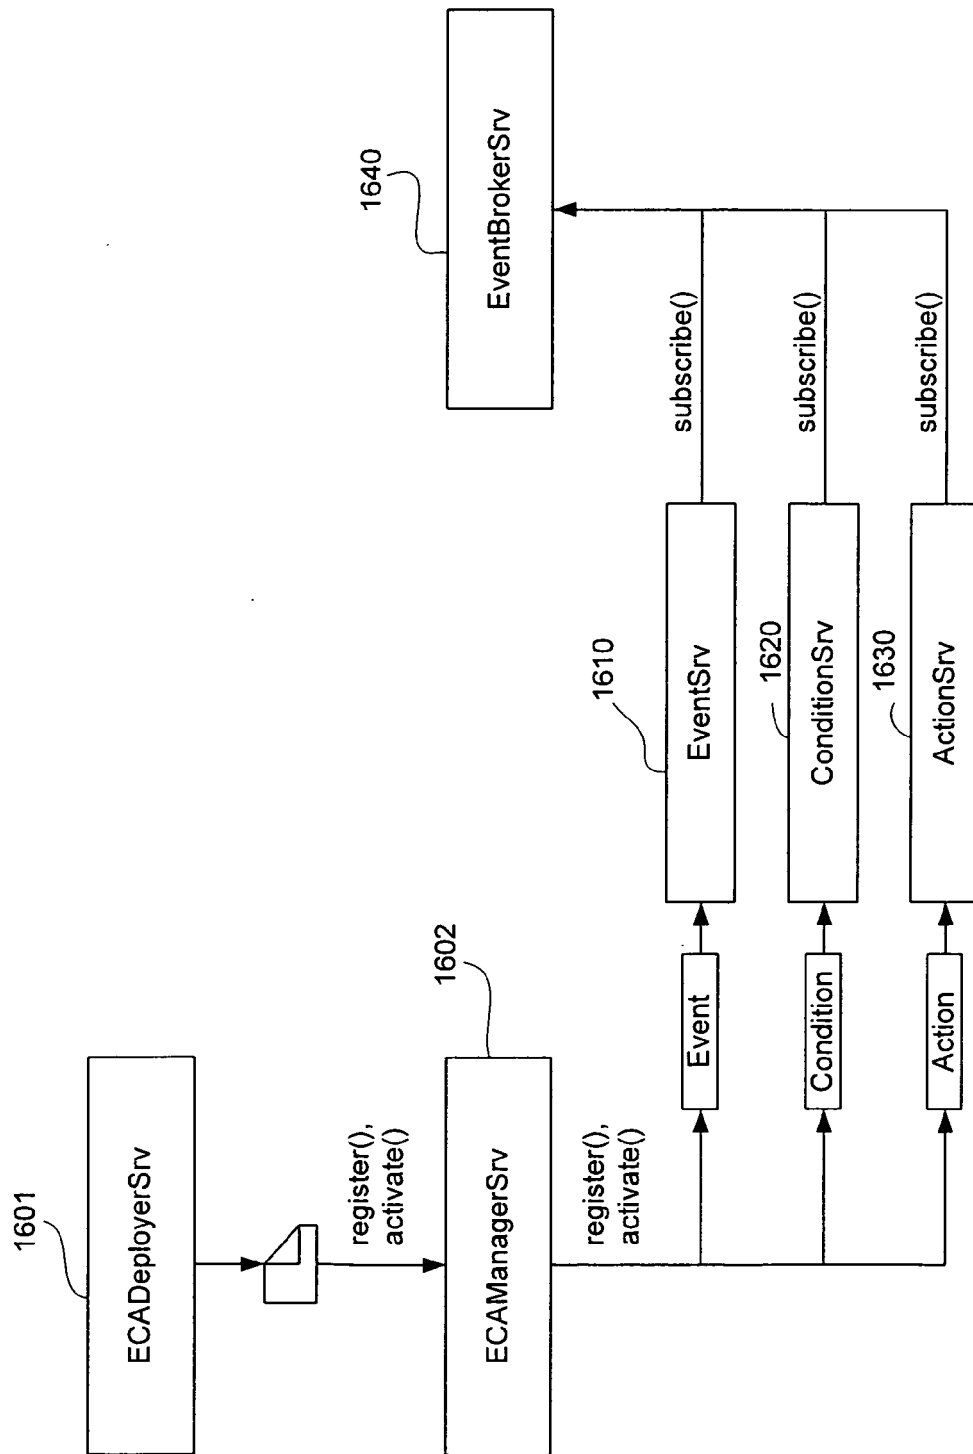 1601
ECADeployerSrv
register(),
activate()
1602
ECAManagerSrv
register(),
activate()
Event
Condition
Action
1610
EventSrv
1620
ConditionSrv
1630
ActionSrv
subscribe()
subscribe()
subscribe()
1640
EventBrokerSrv